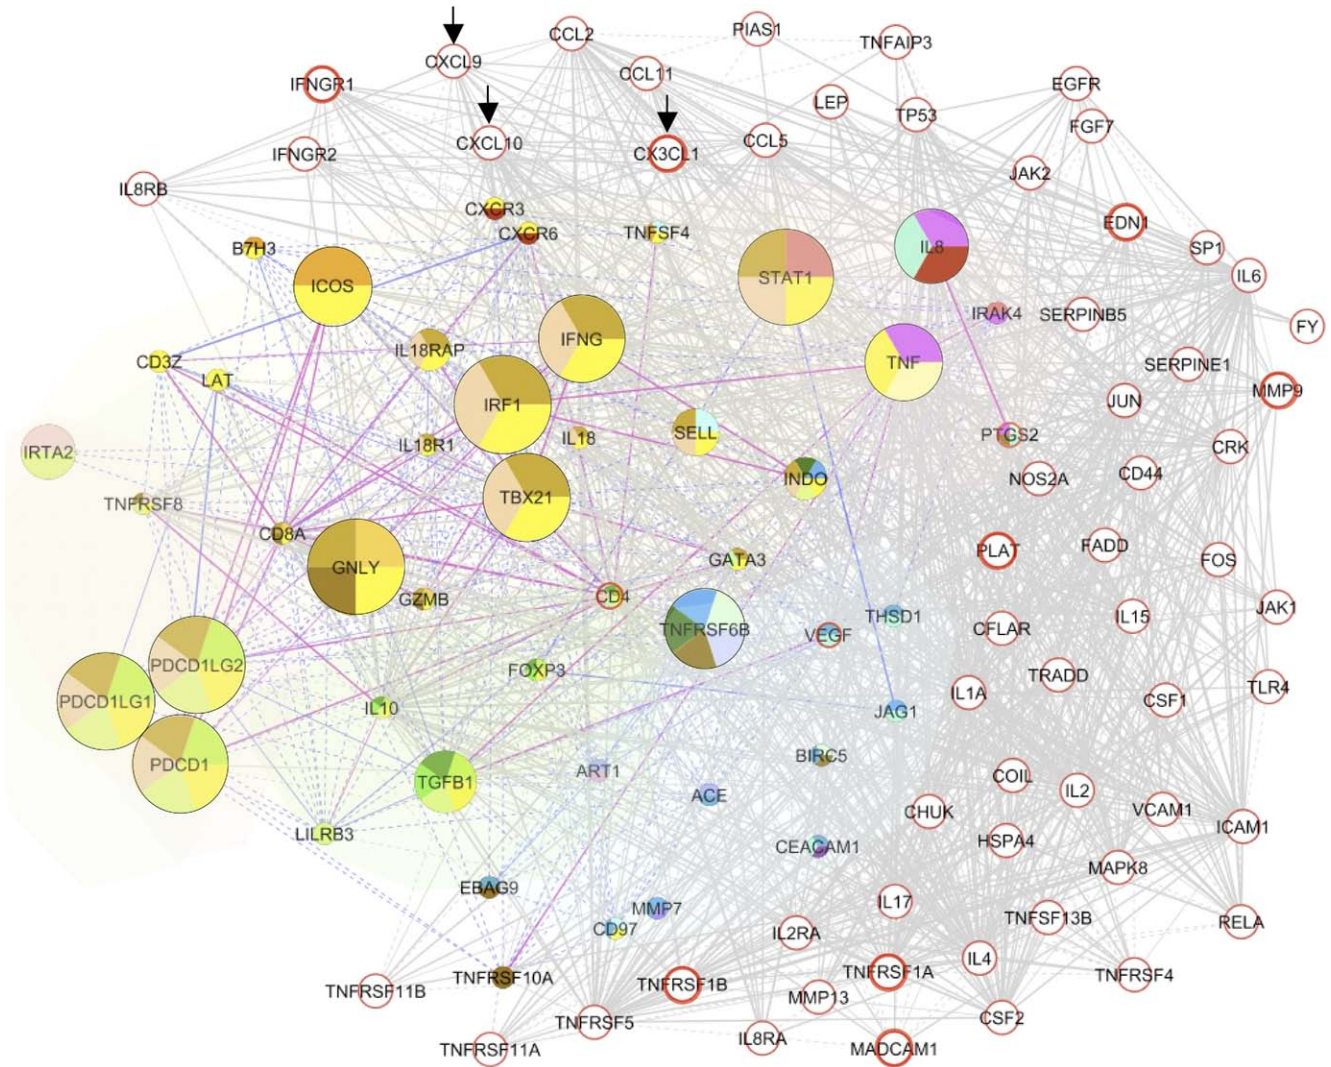 CCL2
PIAS1
TNFAIP3
CXCL9
CCL11
IFNGR1
EGFR
LEP
TP53
FGF7
CXCL10
CX3CL1
CCL5
IFNGR2
JAK2
IL8RB
CXCR3
EDN1
CXCR6
TNFSF4
B7H3
IL8
SP1
IL6
STAT1
ICOS
IRAK4
SERPINB5
FY
IFNG
IL18RAP
CD3Z
TNF
SERPINE1
LAT
MMP9
IRF1
JUN
SELL
PTGS2
IL18R1
IL18
CRK
IRTA2
CD44
INDO
NOS2A
TBX21
TNFRSF8
CD8A
FADD
PLAT
GATA3
FOS
GNLY
GZMB
CD4
JAK1
THSD1
IL15
TNFRSF6B
VEGF
CFLAR
PDCD1LG2
FOXP3
TRADD
TLR4
IL1A
PDCD1LG1
CSF1
IL10
JAG1
BIRC5
PDCD1
ART1
COIL
TGFB1
IL2
ACE
VCAM1
CHUK
ICAM1
LILRB3
HSPA4
CEACAM1
MAPK8
EBAG9
IL17
MMP7
TNFSF13B
RELA
CD97
IL2RA
IL4
TNFRSF10A
TNFRSF1A
TNFRSF4
TNFRSF1B
TNFRSF11B
MMP13
CSF2
TNFRSF5
IL8RA
TNFRSF11A
MADCAM1